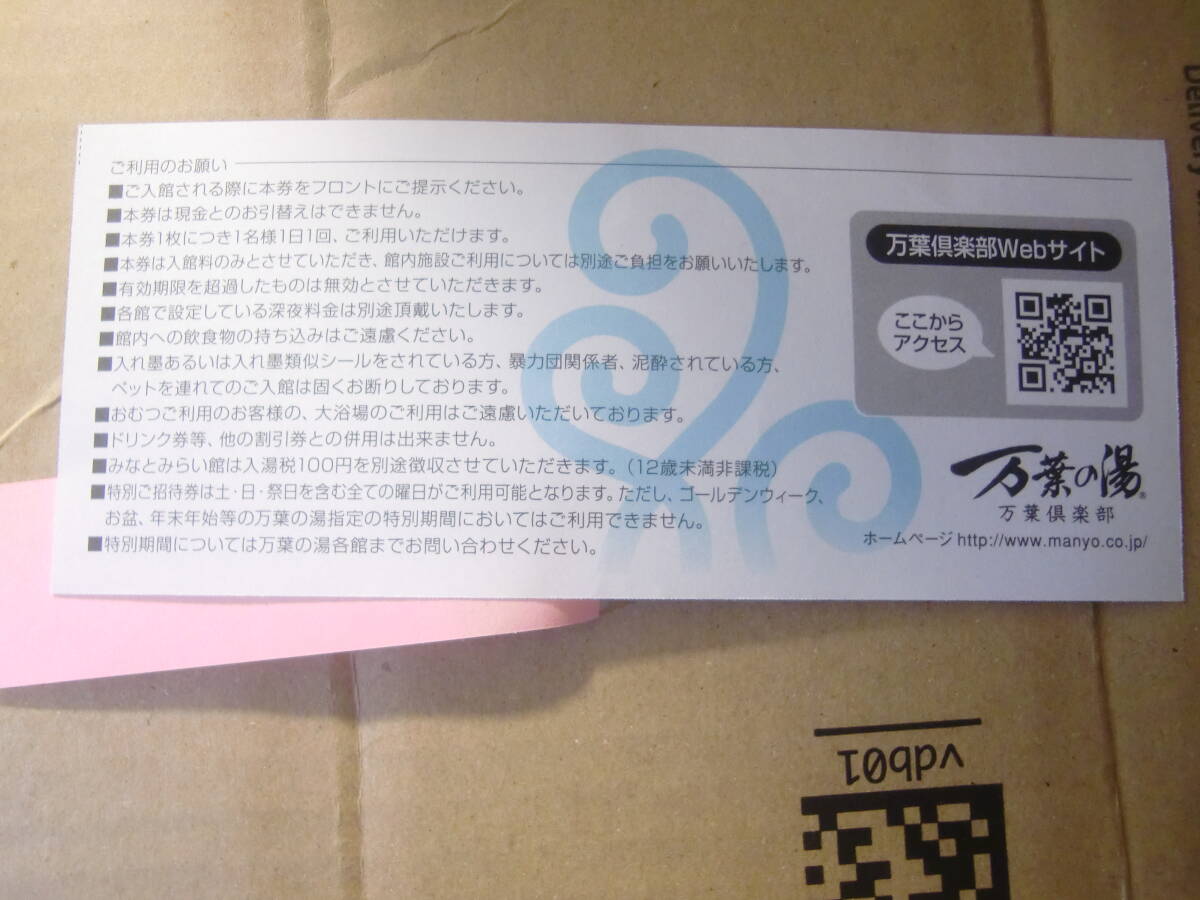 ご利用のお願い
■ご入館される際に本券をフロントにご提示ください。
■本券は現金とのお引替えはできません。
■本券1枚につき1名様1日1回、ご利用いただけます。
■本券は入館料のみとさせていただき、館内施設ご利用については別途ご負担をお願いいたします。
■有効期限を超過したものは無効とさせていただきます。
■各館で設定している深夜料金は別途頂戴いたします。
■館内への飲食物の持ち込みはご遠慮ください。
■入れ墨あるいは入れ墨類似シールをされている方、暴力団関係者、泥酔されている方、
ペットを連れてのご入館は固くお断りしております。
■おむつご利用のお客様の、大浴場のご利用はご遠慮いただいております。
■ドリンク券等、他の割引券との併用は出来ません。
■みなとみらい館は入湯税100円を別途徴収させていただきます。(12歳未満非課税)
■特別ご招待券は土・日・祭日を含む全ての曜日がご利用可能となります。ただし、ゴールデンウィーク、
お盆、年末年始等の万葉の湯指定の特別期間においてはご利用できません。
■特別期間については万葉の湯各館までお問い合わせください。
万葉倶楽部Webサイト
ここから
アクセス
万葉の湯®
万葉倶楽部
ホームページ http://www.manyo.co.jp/
Delivery
vdb01